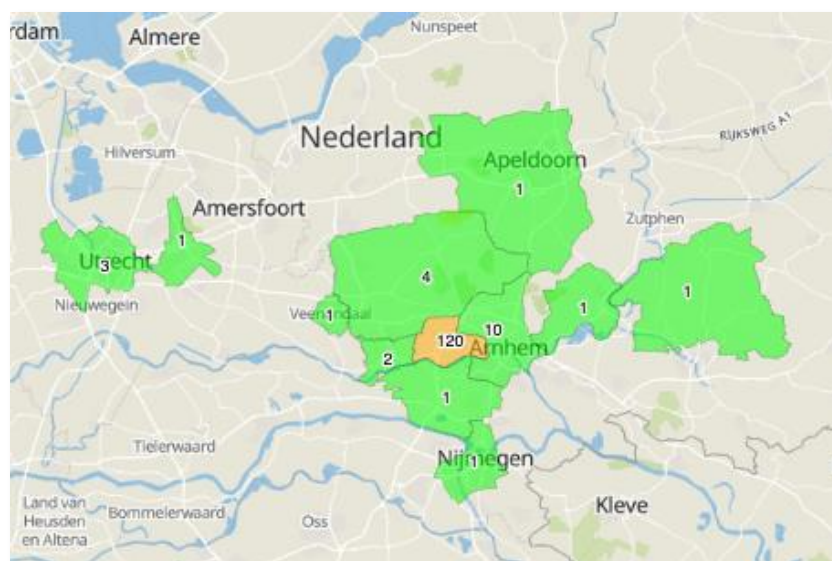 rdam
Almere
Nunspeet
Nederland
RIJKSWEG A1
Hilversum
Apeldoorn
1
Amersfoort
Zutphen
1
Utrecht
3
4
1
1
Nieuwegein
Veenendaal
1
10
120
Arnhem
2
1
Tielerwaard
Nijmegen
1
Land van
Heusden
en Altena
Bommelerwaard
Oss
Kleve